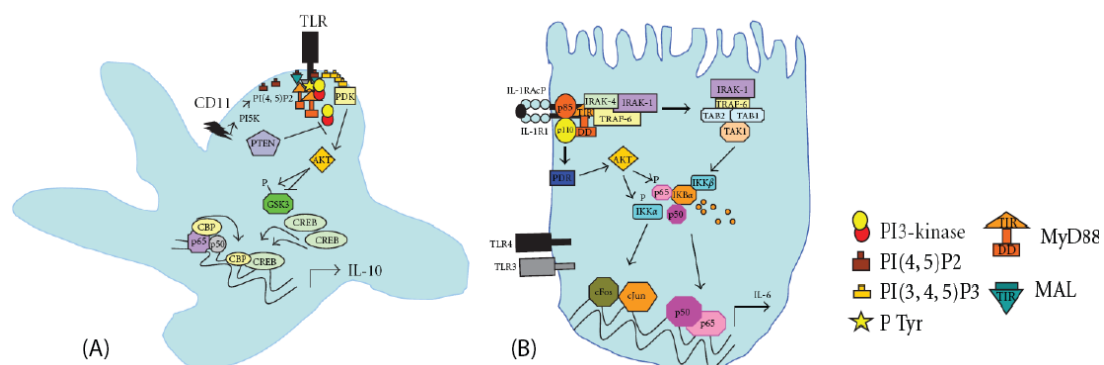 TLR
CD11
PI(4, 5)P2
PI5K
PDK
PTEN
AKT
P
GSK3
CREB
CREB
CBP
p65
p50
CBP
CREB
IL-10
(A)
IL-1RAcP
IL-1R1
p85
p110
TIR
DD
IRAK-4
IRAK-1
TRAF-6
IRAK-1
TRAF-6
TAB2
TAB1
TAK1
PDK
AKT
P
P
p65
IKBα
IKKβ
IKKα
p50
TLR4
TLR3
cFos
cJun
p50
p65
IL-6
(B)
PI3-kinase
PI(4, 5)P2
PI(3, 4, 5)P3
P Tyr
TIR
DD
MyD88
TIR
MAL